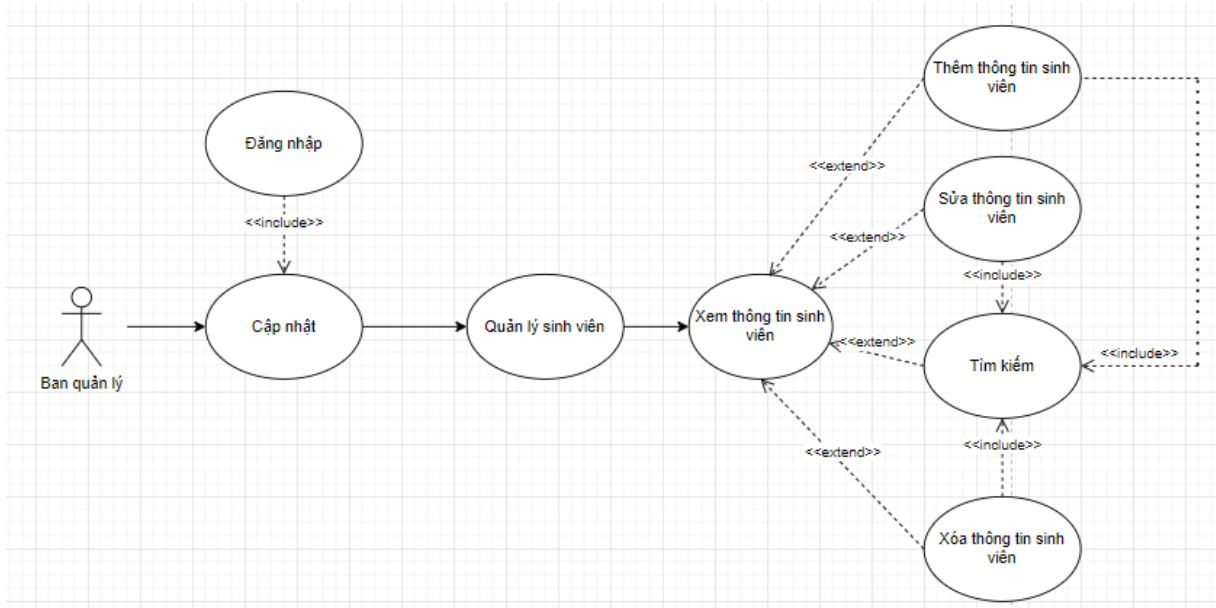 Thêm thông tin sinh
viên
Đăng nhập
<<extend>>
Sửa thông tin sinh
viên
<<include>>
<<extend>>
<<include>>
Cập nhật
Quản lý sinh viên
Xem thông tin sinh
viên
<<extend>>
<<include>>
Tìm kiếm
Ban quản lý
<<include>>
<<extend>>
Xóa thông tin sinh
viên